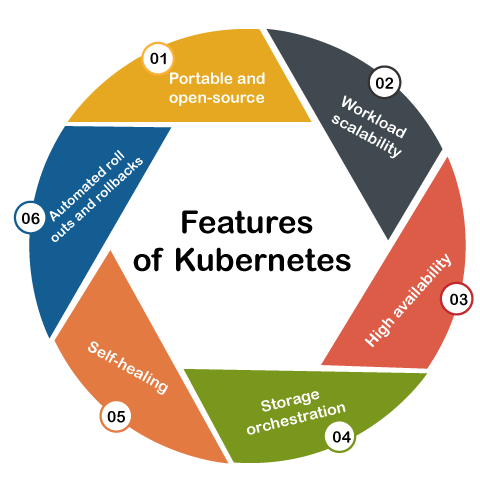 Features
of Kubernetes
01
Portable and
open-source
02
Workload
scalability
03
High availability
04
Storage
orchestration
05
Self-healing
06
Automated roll
outs and rollbacks